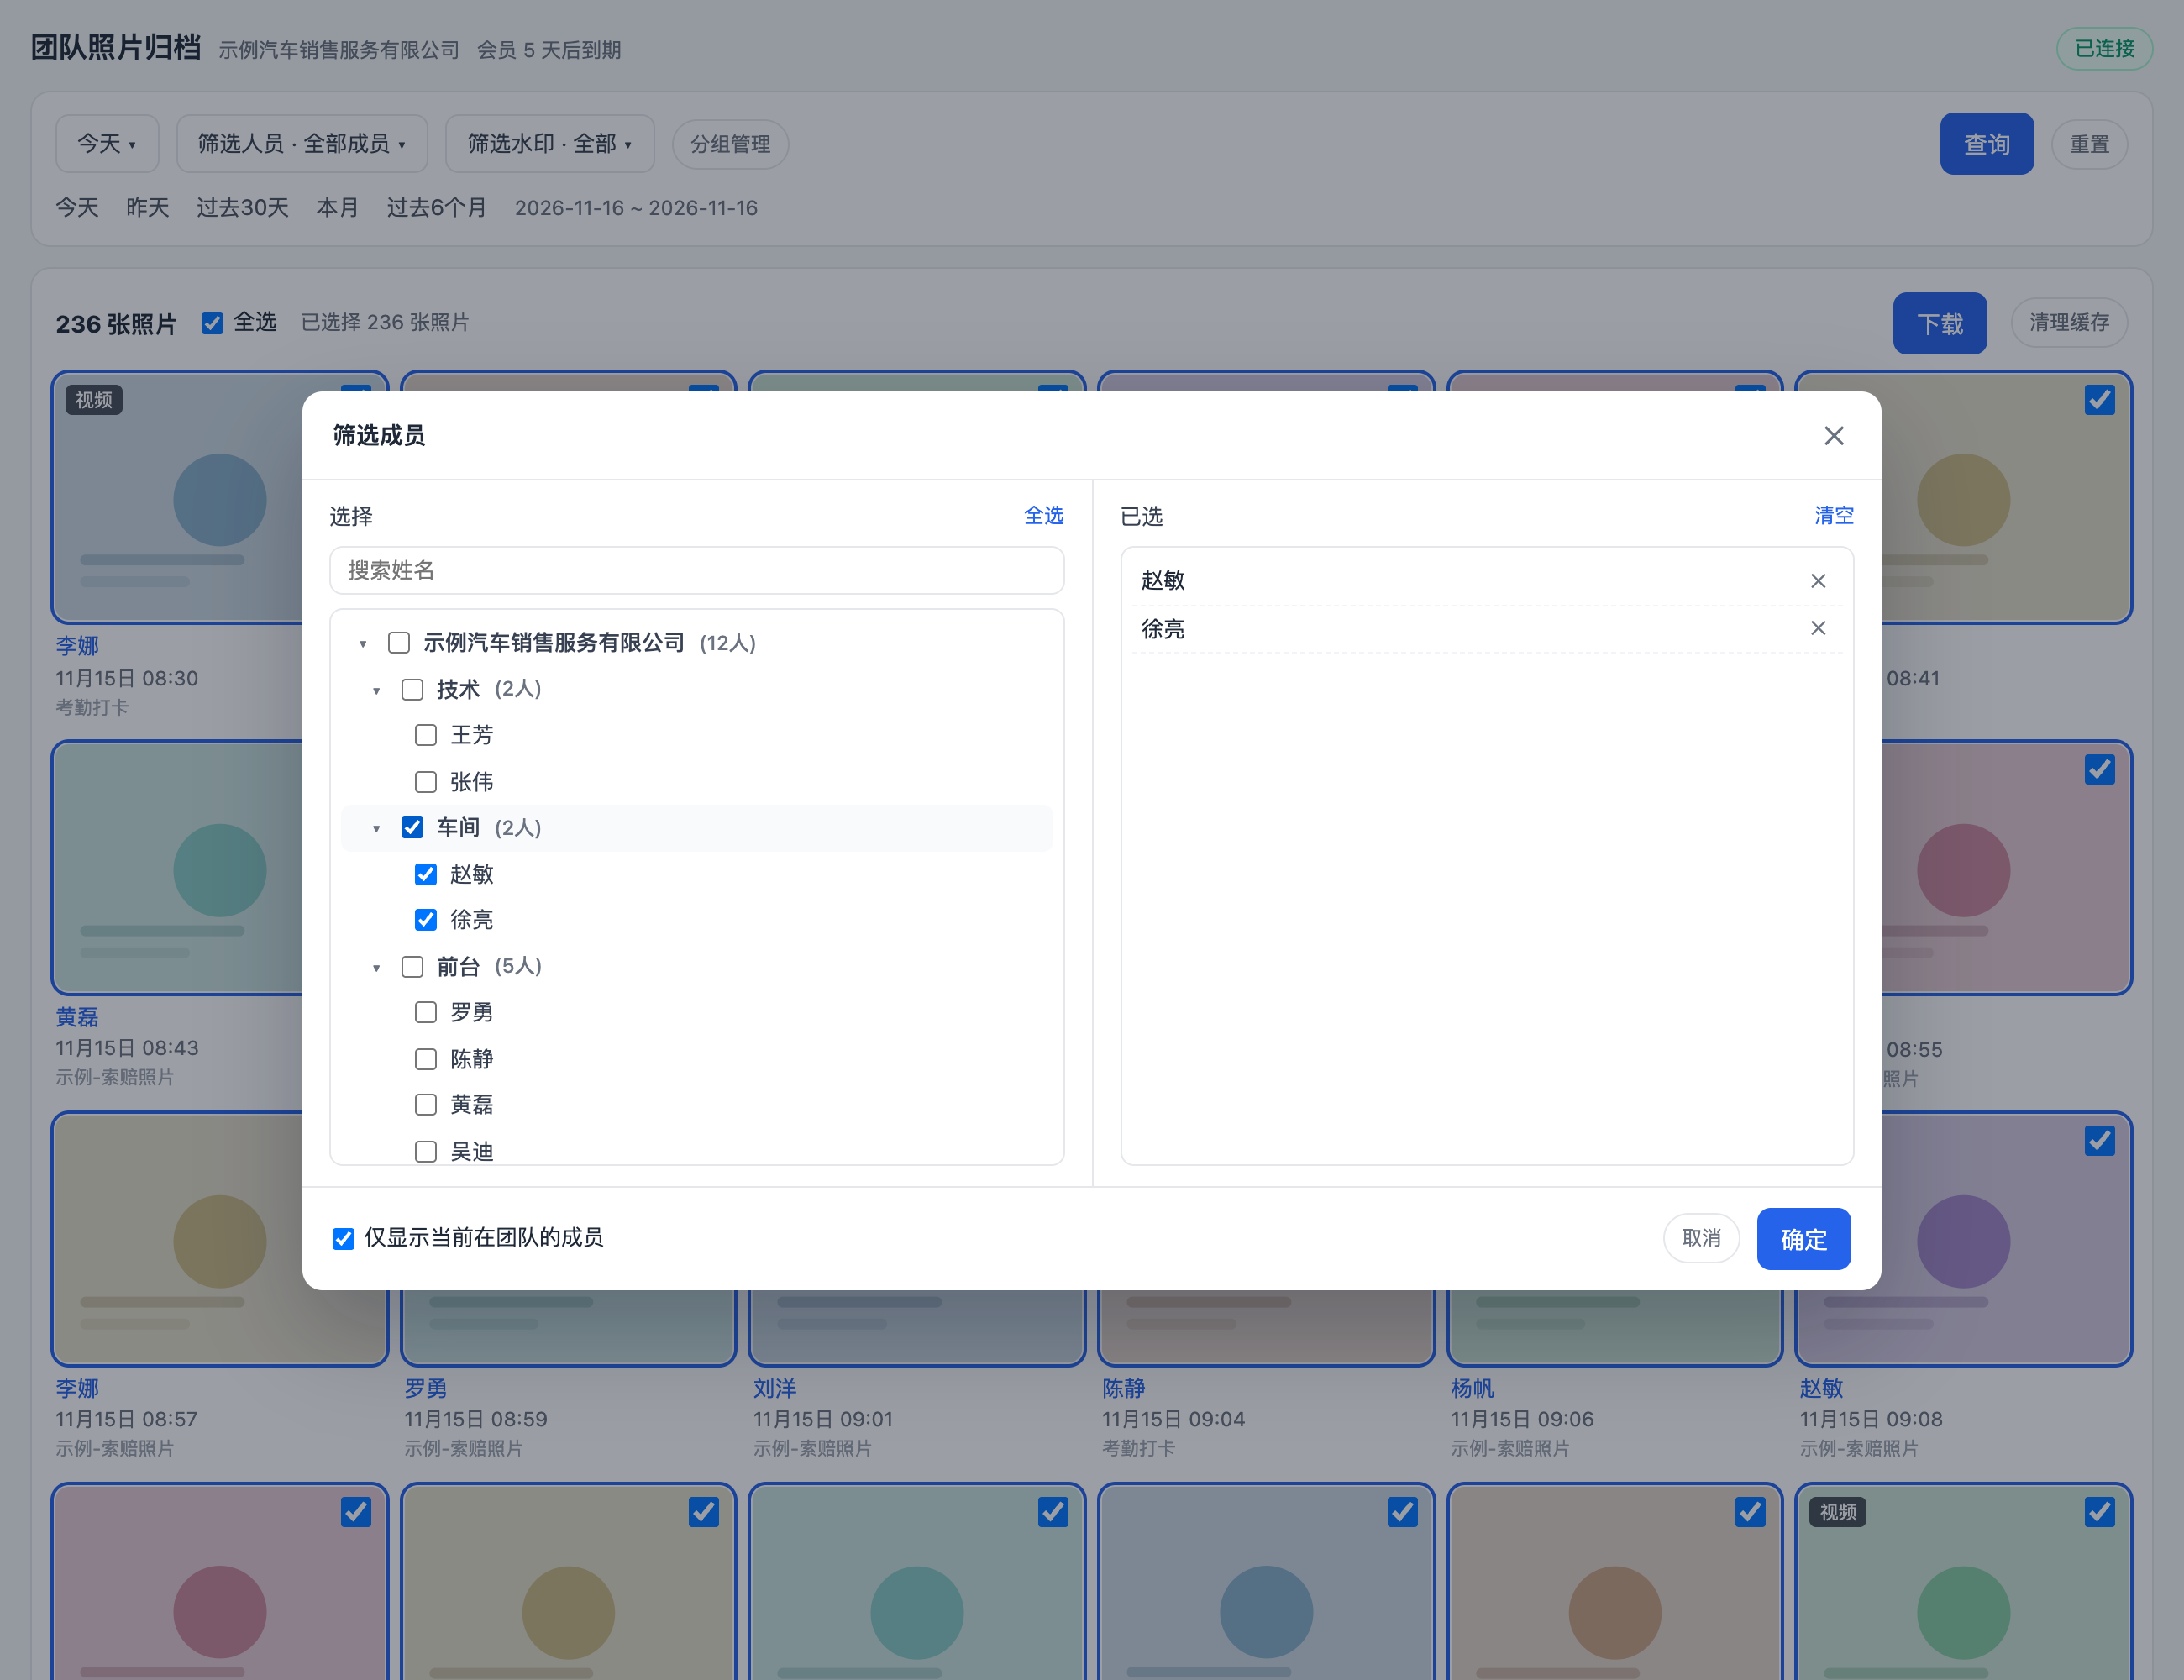 团队照片归档 示例汽车销售服务有限公司 会员 5 天后到期 已连接
今天 ▾ 筛选人员 · 全部成员 ▾ 筛选水印 · 全部 ▾ 分组管理 查询 重置
今天 昨天 过去30天 本月 过去6个月 2026-11-16 ~ 2026-11-16
236 张照片 全选 已选择 236 张照片 下载 清理缓存
视频
筛选成员
选择 全选
搜索姓名
示例汽车销售服务有限公司 (12人)
技术 (2人)
王芳
张伟
车间 (2人)
赵敏
徐亮
前台 (5人)
罗勇
陈静
黄磊
吴迪
已选 清空
赵敏
徐亮
仅显示当前在团队的成员 取消 确定
李娜
11月15日 08:30
考勤打卡
08:41
黄磊
11月15日 08:43
示例-索赔照片
08:55
照片
李娜 罗勇 刘洋 陈静 杨帆 赵敏
11月15日 08:57 11月15日 08:59 11月15日 09:01 11月15日 09:04 11月15日 09:06 11月15日 09:08
示例-索赔照片 示例-索赔照片 示例-索赔照片 考勤打卡 示例-索赔照片 示例-索赔照片
视频